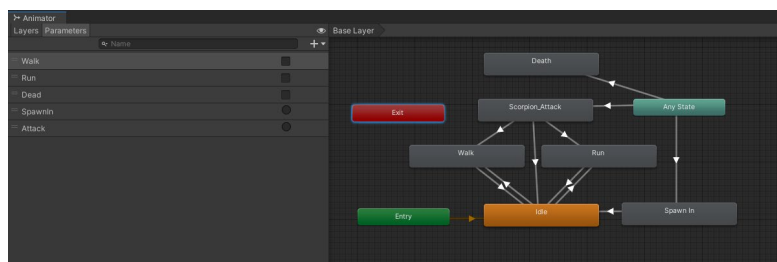 Animator
Layers Parameters
Base Layer
Name
Walk
Run
Dead
SpawnIn
Attack
Death
Exit
Scorpion_Attack
Any State
Walk
Run
Entry
Idle
Spawn In